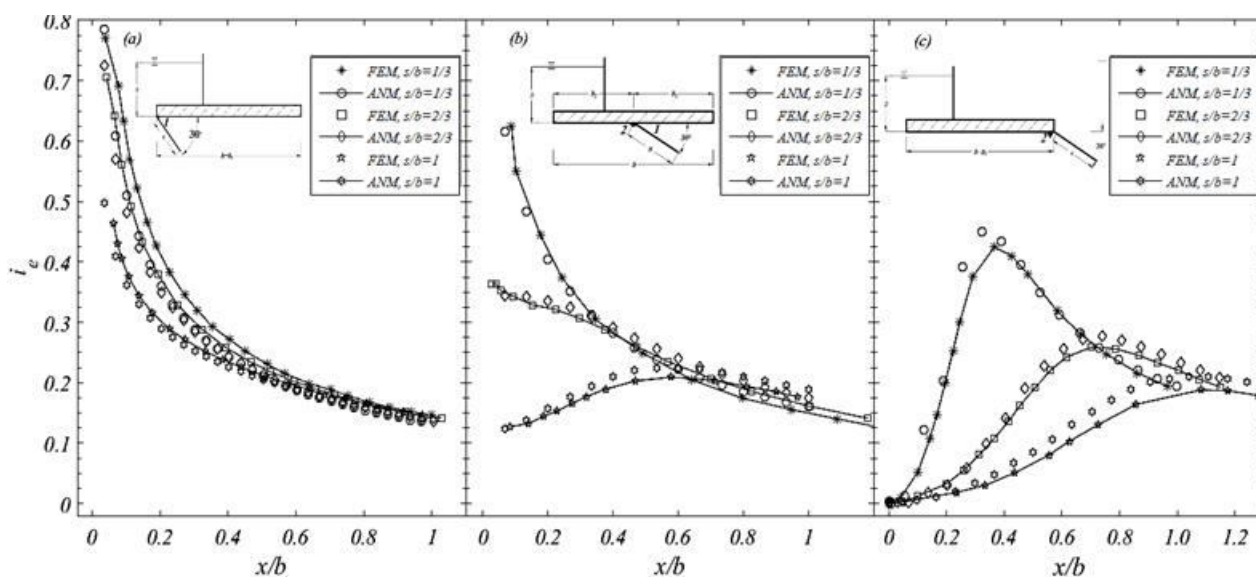 (a)
FEM, s/b=1/3
ANM, s/b=1/3
FEM, s/b=2/3
ANM, s/b=2/3
FEM, s/b=1
ANM, s/b=1
30°
(b)
FEM, s/b=1/3
ANM, s/b=1/3
FEM, s/b=2/3
ANM, s/b=2/3
FEM, s/b=1
ANM, s/b=1
(c)
FEM, s/b=1/3
ANM, s/b=1/3
FEM, s/b=2/3
ANM, s/b=2/3
FEM, s/b=1
ANM, s/b=1
0.8
0.7
0.6
0.5
0.4
0.3
0.2
0.1
0
i_e
0 0.2 0.4 0.6 0.8 1
0 0.2 0.4 0.6 0.8 1
0 0.2 0.4 0.6 0.8 1.0 1.2
x/b
x/b
x/b